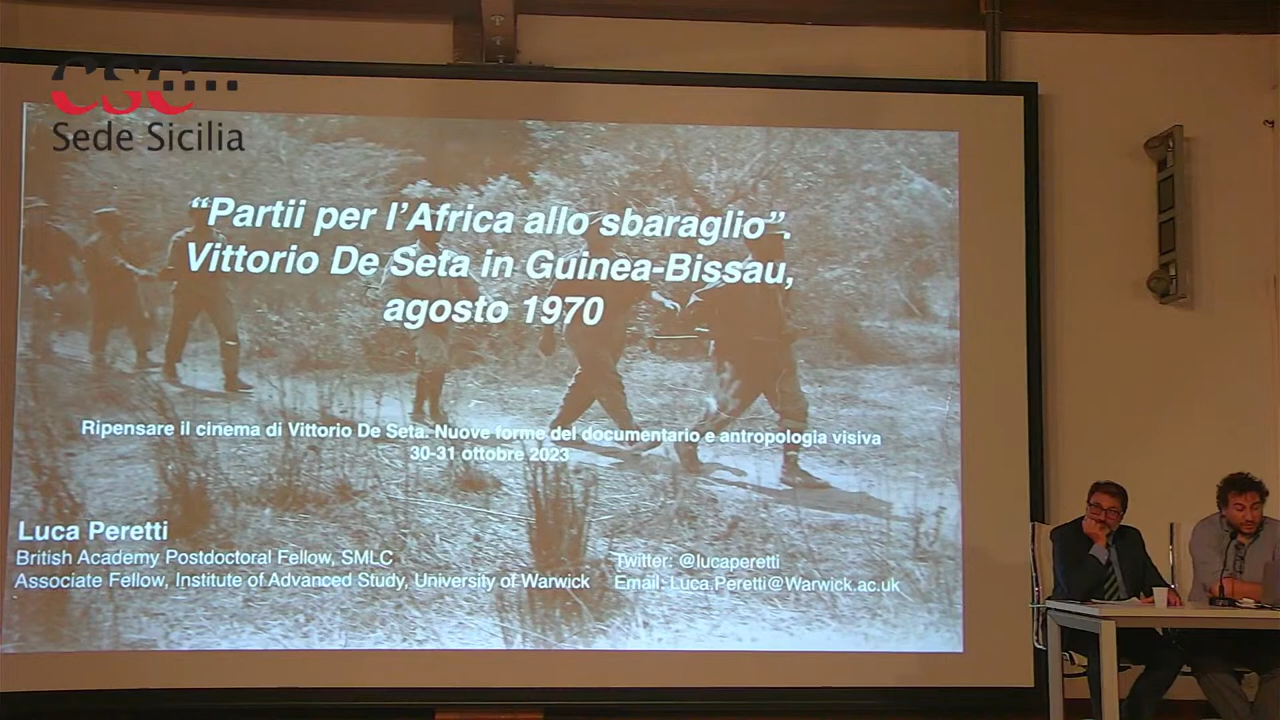 CSC
Sede Sicilia
“Partii per l’Africa allo sbaraglio”.
Vittorio De Seta in Guinea-Bissau,
agosto 1970
Ripensare il cinema di Vittorio De Seta. Nuove forme del documentario e antropologia visiva
30-31 ottobre 2023
Luca Peretti
British Academy Postdoctoral Fellow, SMLC
Associate Fellow, Institute of Advanced Study, University of Warwick
Twitter: @lucaperetti
Email: Luca.Peretti@Warwick.ac.uk